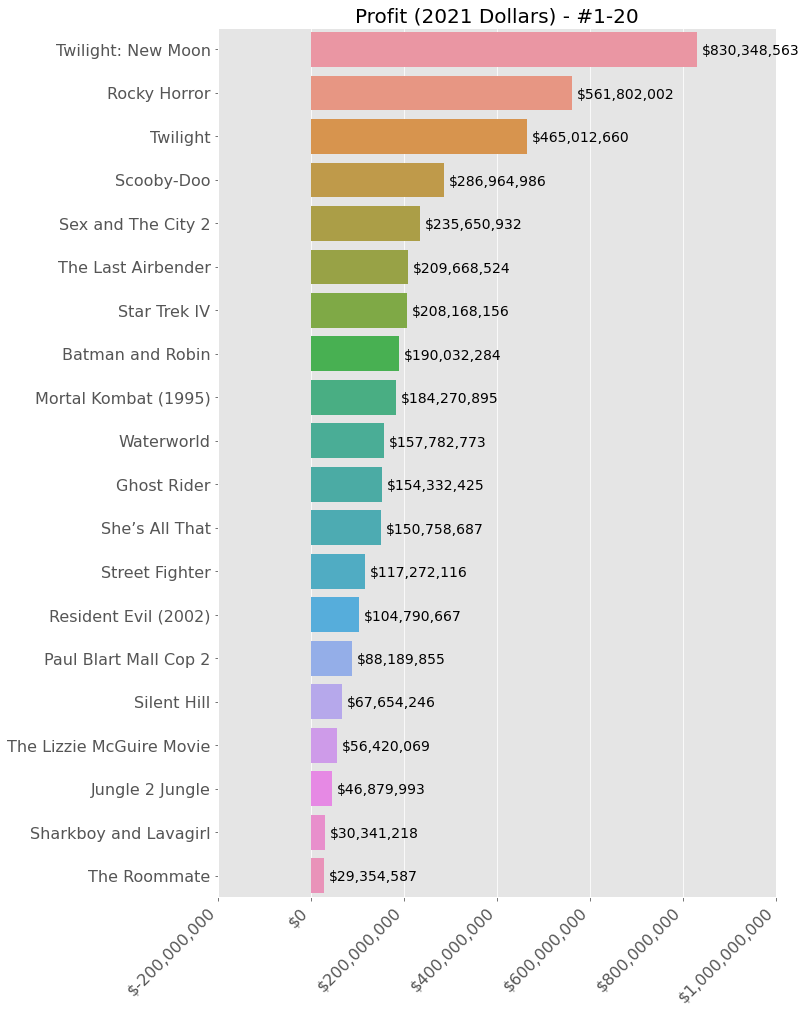 Profit (2021 Dollars) - #1-20
Twilight: New Moon $830,348,563
Rocky Horror $561,802,002
Twilight $465,012,660
Scooby-Doo $286,964,986
Sex and The City 2 $235,650,932
The Last Airbender $209,668,524
Star Trek IV $208,168,156
Batman and Robin $190,032,284
Mortal Kombat (1995) $184,270,895
Waterworld $157,782,773
Ghost Rider $154,332,425
She’s All That $150,758,687
Street Fighter $117,272,116
Resident Evil (2002) $104,790,667
Paul Blart Mall Cop 2 $88,189,855
Silent Hill $67,654,246
The Lizzie McGuire Movie $56,420,069
Jungle 2 Jungle $46,879,993
Sharkboy and Lavagirl $30,341,218
The Roommate $29,354,587
$-200,000,000 $0 $200,000,000 $400,000,000 $600,000,000 $800,000,000 $1,000,000,000